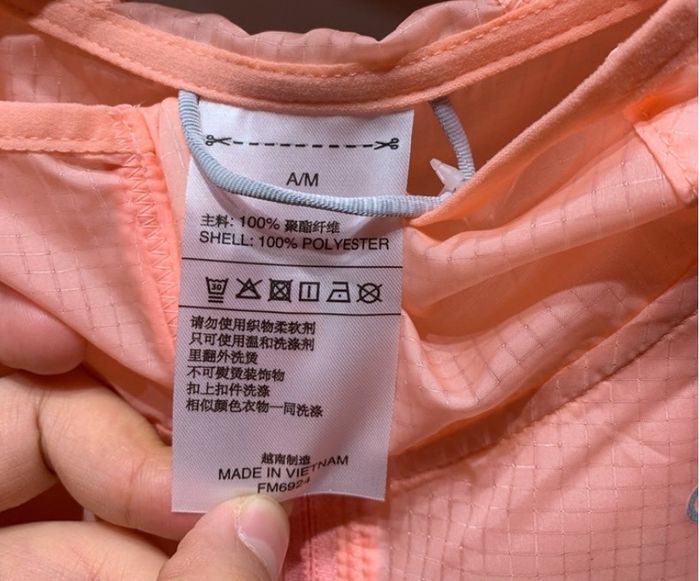 A/M
主料: 100% 聚酯纤维
SHELL: 100% POLYESTER
30
请勿使用织物柔软剂
只可使用温和洗涤剂
里翻外洗烫
不可熨烫装饰物
扣上扣件洗涤
相似颜色衣物一同洗涤
越南制造
MADE IN VIETNAM
FM6924